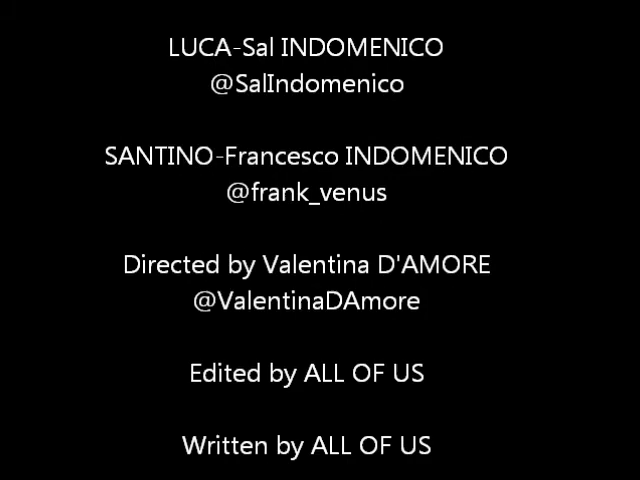 LUCA-Sal INDOMENICO
@SalIndomenico
SANTINO-Francesco INDOMENICO
@frank_venus
Directed by Valentina D'AMORE
@ValentinaDAmore
Edited by ALL OF US
Written by ALL OF US